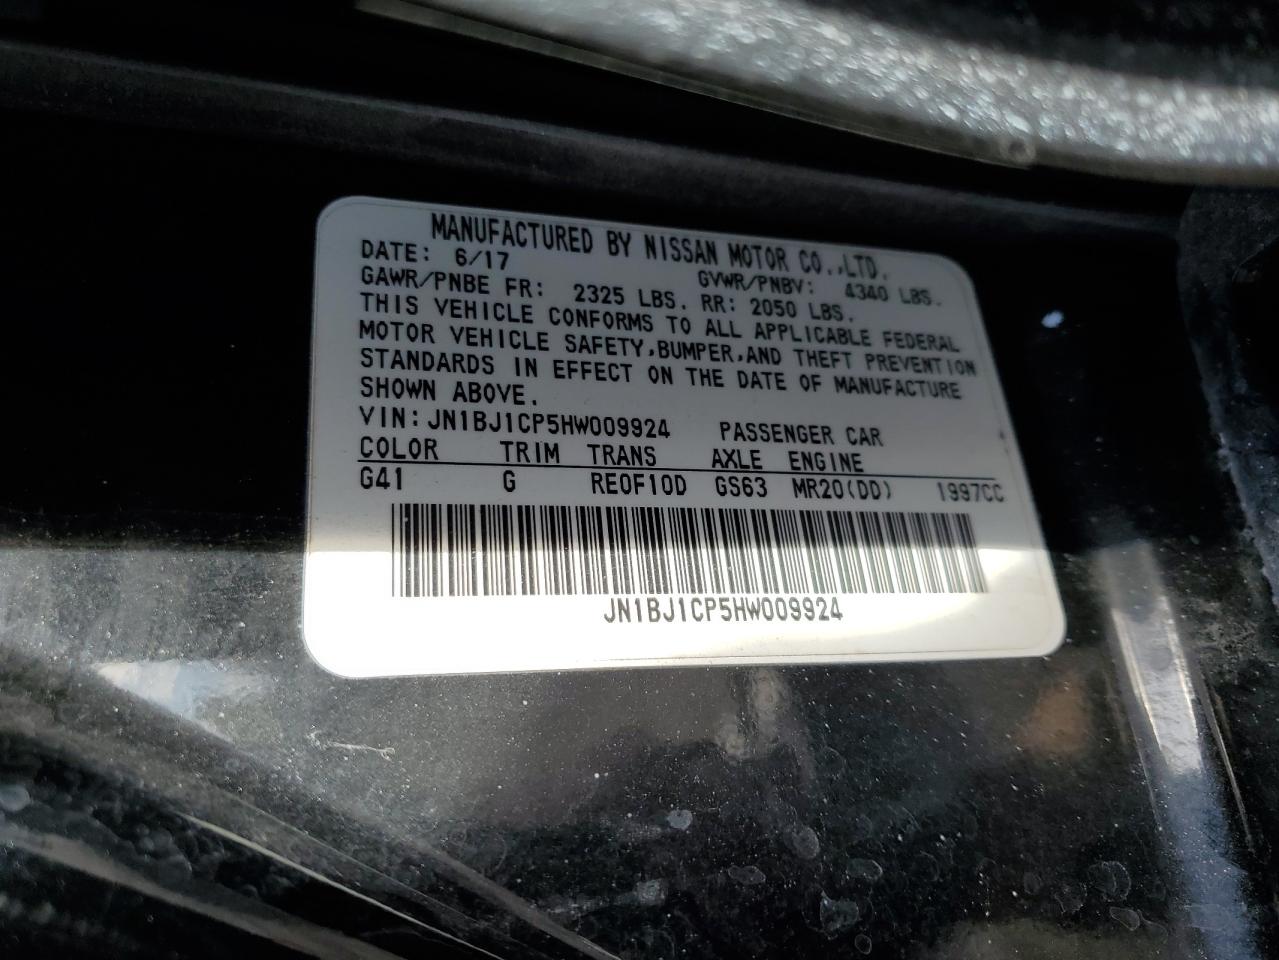 MANUFACTURED BY NISSAN MOTOR CO.,LTD.
DATE: 6/17 GVWR/PNBV: 4340 LBS.
GAWR/PNBE FR: 2325 LBS. RR: 2050 LBS.
THIS VEHICLE CONFORMS TO ALL APPLICABLE FEDERAL
MOTOR VEHICLE SAFETY,BUMPER,AND THEFT PREVENTION
STANDARDS IN EFFECT ON THE DATE OF MANUFACTURE
SHOWN ABOVE.
VIN:JN1BJ1CP5HW009924 PASSENGER CAR
COLOR TRIM TRANS AXLE ENGINE
G41 G RE0F10D GS63 MR20(DD) 1997CC
JN1BJ1CP5HW009924